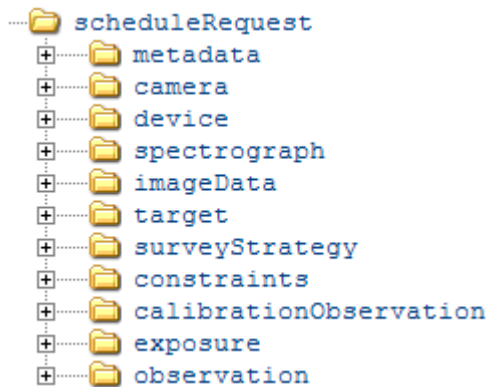 scheduleRequest
metadata
camera
device
spectrograph
imageData
target
surveyStrategy
constraints
calibrationObservation
exposure
observation